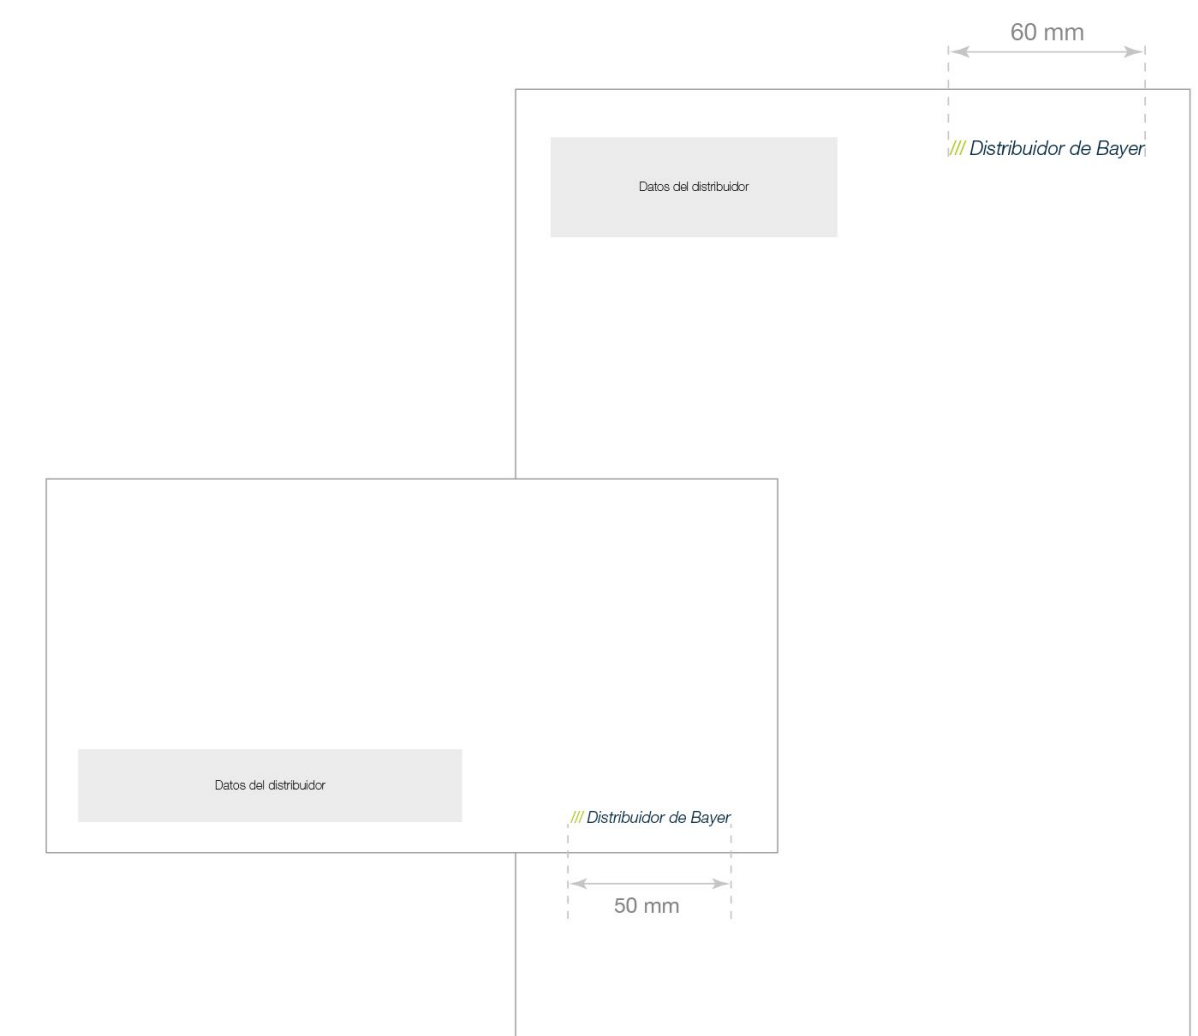 60 mm
/// Distribuidor de Bayer
Datos del distribuidor
Datos del distribuidor
/// Distribuidor de Bayer
50 mm